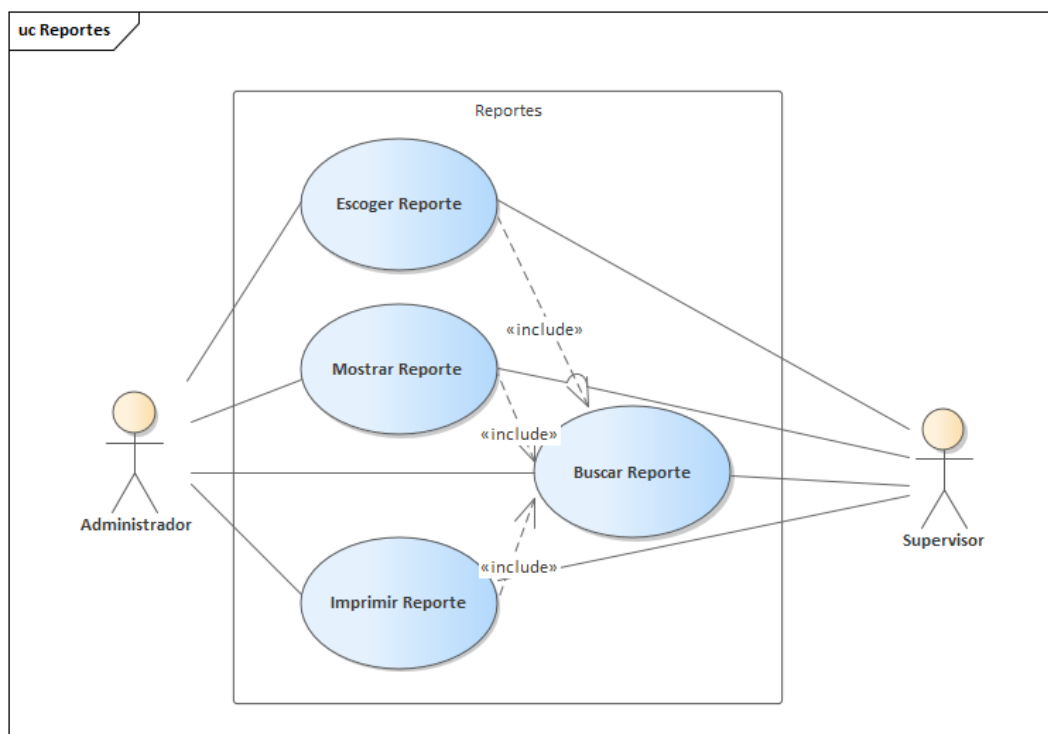 uc Reportes
Reportes
Escoger Reporte
«include»
Mostrar Reporte
«include»
Buscar Reporte
Administrador
Supervisor
«include»
Imprimir Reporte